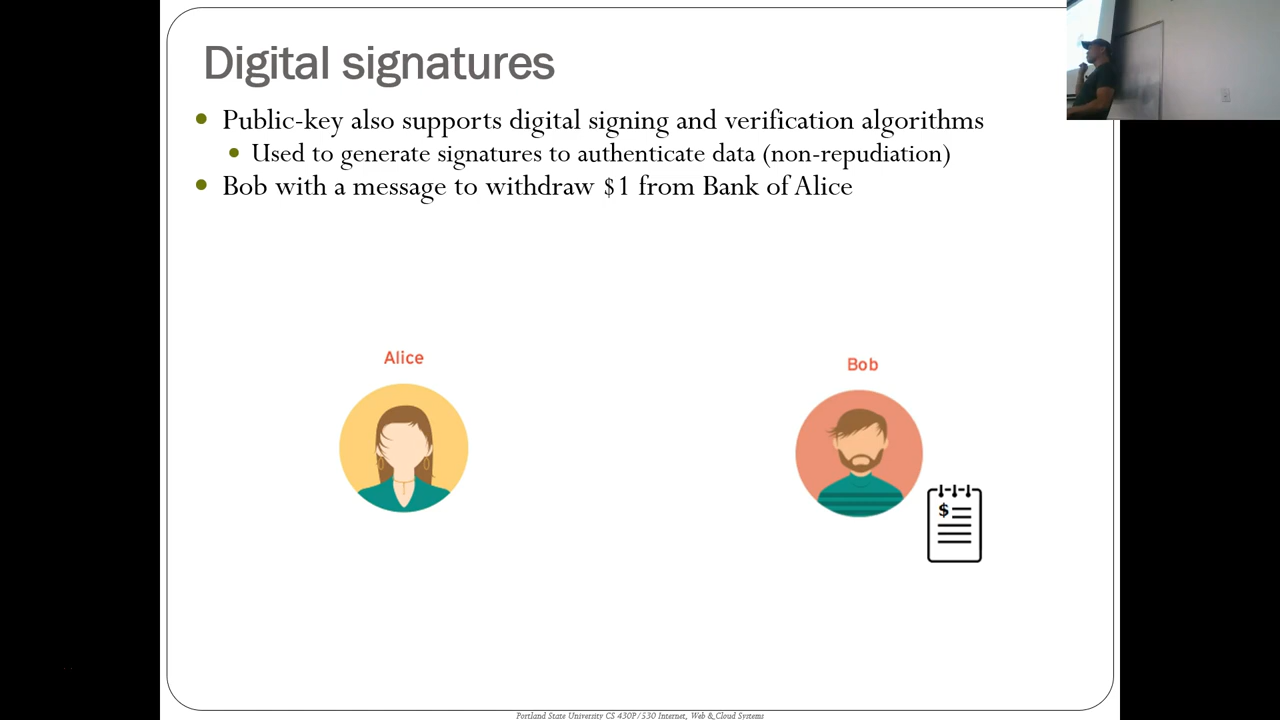 Digital signatures
Public-key also supports digital signing and verification algorithms
Used to generate signatures to authenticate data (non-repudiation)
Bob with a message to withdraw $1 from Bank of Alice
Alice
Bob
$
Portland State University CS 430P/530 Internet, Web & Cloud Systems